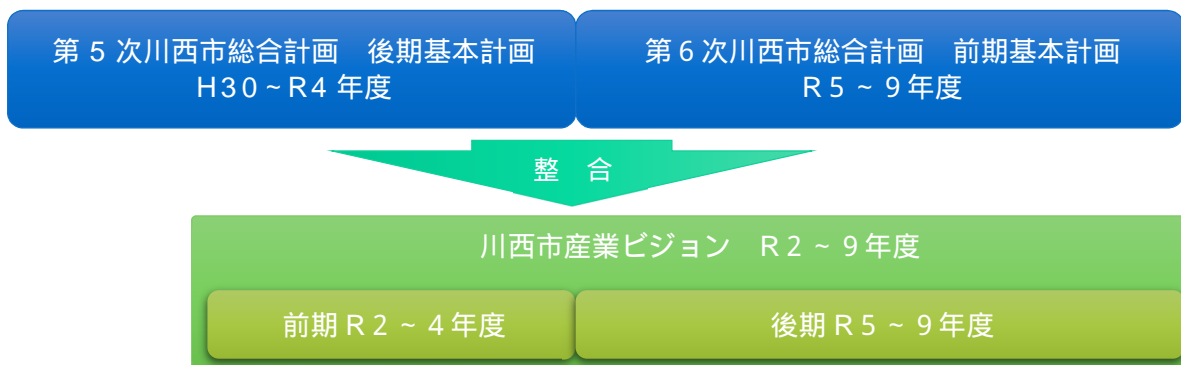 第５次川西市総合計画　後期基本計画
H30～R4 年度
第６次川西市総合計画　前期基本計画
R５～９年度
整　合
川西市産業ビジョン　R２～９年度
前期R２～４年度
後期R５～９年度